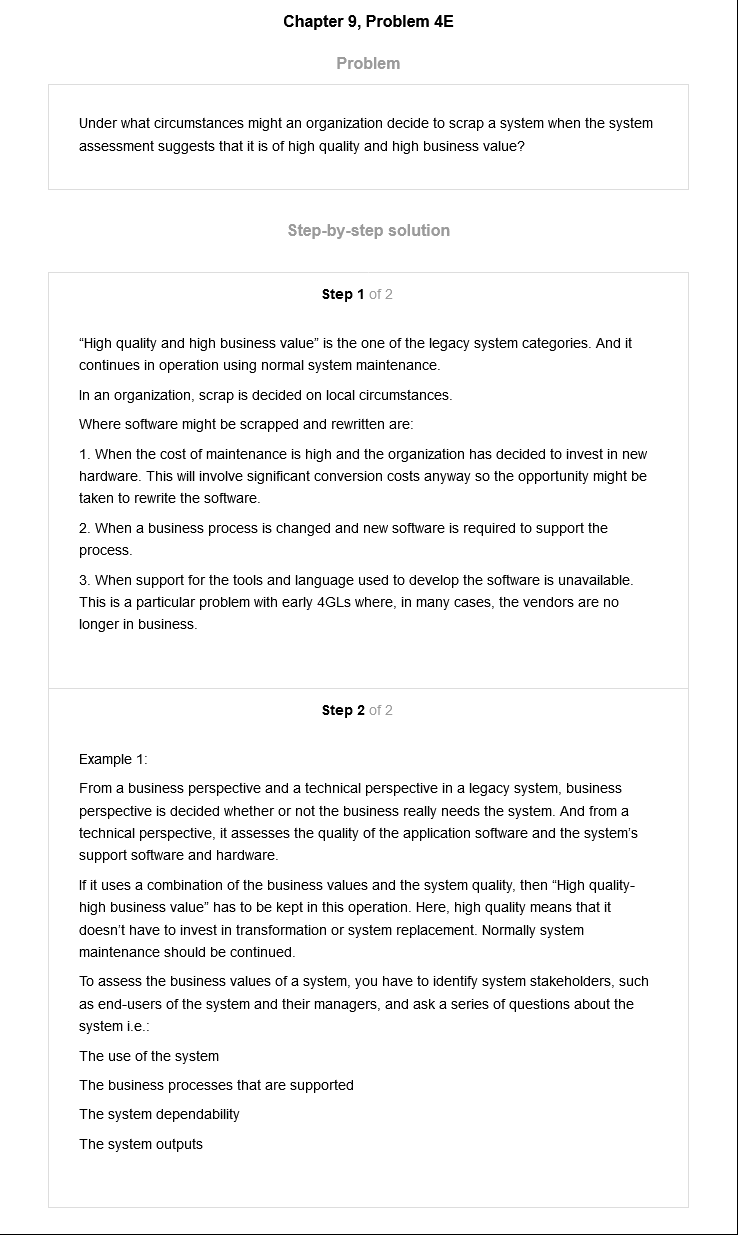 Chapter 9, Problem 4E
Problem
Under what circumstances might an organization decide to scrap a system when the system
assessment suggests that it is of high quality and high business value?
Step-by-step solution
Step 1 of 2
“High quality and high business value” is the one of the legacy system categories. And it
continues in operation using normal system maintenance.
In an organization, scrap is decided on local circumstances.
Where software might be scrapped and rewritten are:
1. When the cost of maintenance is high and the organization has decided to invest in new
hardware. This will involve significant conversion costs anyway so the opportunity might be
taken to rewrite the software.
2. When a business process is changed and new software is required to support the
process.
3. When support for the tools and language used to develop the software is unavailable.
This is a particular problem with early 4GLs where, in many cases, the vendors are no
longer in business.
Step 2 of 2
Example 1:
From a business perspective and a technical perspective in a legacy system, business
perspective is decided whether or not the business really needs the system. And from a
technical perspective, it assesses the quality of the application software and the system’s
support software and hardware.
If it uses a combination of the business values and the system quality, then “High quality-
high business value” has to be kept in this operation. Here, high quality means that it
doesn’t have to invest in transformation or system replacement. Normally system
maintenance should be continued.
To assess the business values of a system, you have to identify system stakeholders, such
as end-users of the system and their managers, and ask a series of questions about the
system i.e.:
The use of the system
The business processes that are supported
The system dependability
The system outputs